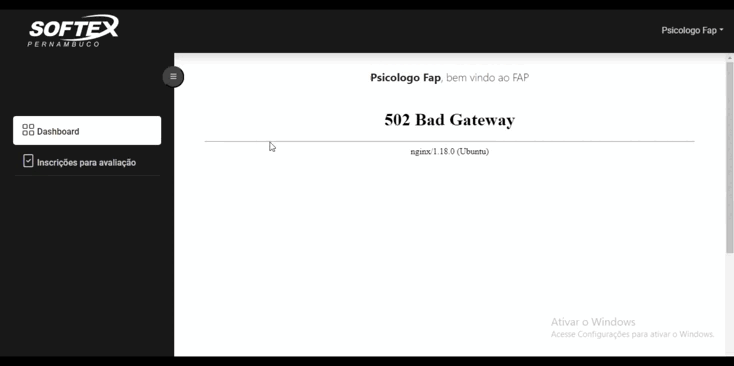 SOFTEX
PERNAMBUCO
Psicologo Fap
Psicologo Fap, bem vindo ao FAP
Dashboard
Inscrições para avaliação
502 Bad Gateway
nginx/1.18.0 (Ubuntu)
Ativar o Windows
Acesse Configurações para ativar o Windows.